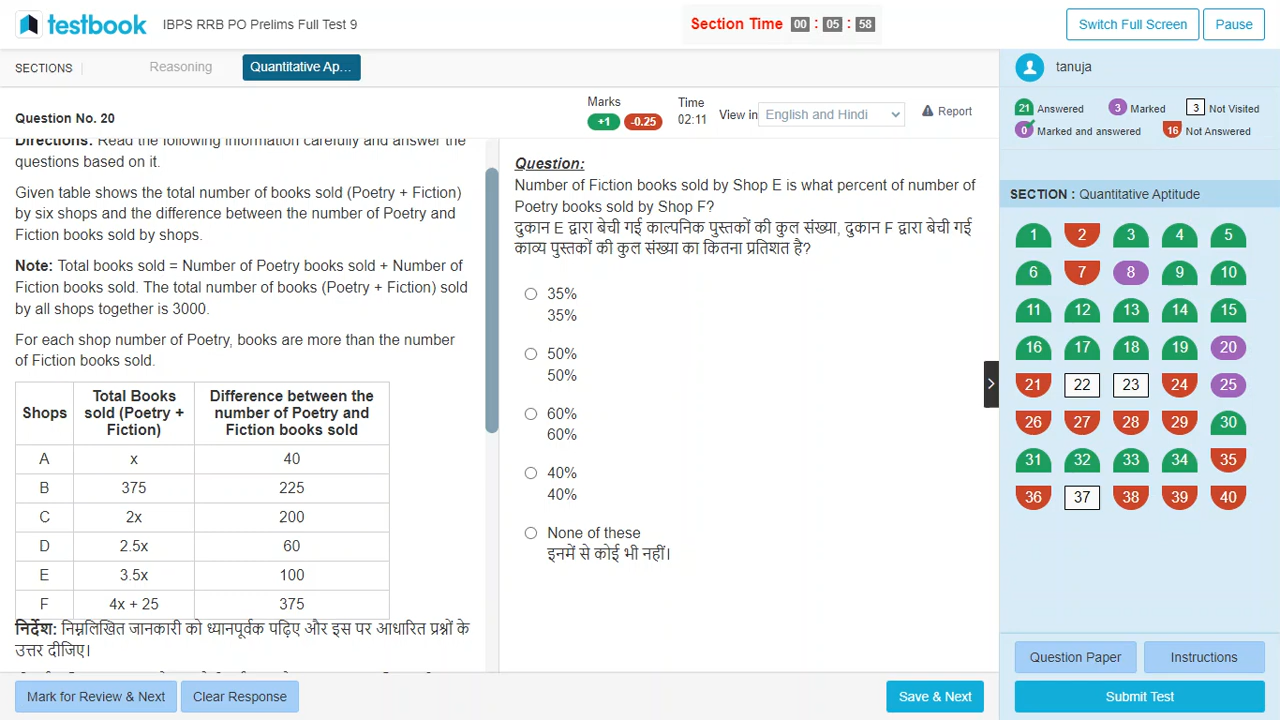 testbook IBPS RRB PO Prelims Full Test 9 Section Time 00 : 05 : 58 Switch Full Screen Pause
SECTIONS Reasoning Quantitative Ap... tanuja
Question No. 20 Marks +1 -0.25 Time 02:11 View in English and Hindi Report
21 Answered 3 Marked 3 Not Visited
0 Marked and answered 16 Not Answered
Directions: Read the following information carefully and answer the
questions based on it.
Given table shows the total number of books sold (Poetry + Fiction)
by six shops and the difference between the number of Poetry and
Fiction books sold by shops.
Note: Total books sold = Number of Poetry books sold + Number of
Fiction books sold. The total number of books (Poetry + Fiction) sold
by all shops together is 3000.
For each shop number of Poetry, books are more than the number
of Fiction books sold.
Shops Total Books sold (Poetry + Fiction) Difference between the number of Poetry and Fiction books sold
A x 40
B 375 225
C 2x 200
D 2.5x 60
E 3.5x 100
F 4x + 25 375
निर्देश: निम्नलिखित जानकारी को ध्यानपूर्वक पढ़िए और इस पर आधारित प्रश्नों के
उत्तर दीजिए।
Question:
Number of Fiction books sold by Shop E is what percent of number of
Poetry books sold by Shop F?
दुकान E द्वारा बेची गई काल्पनिक पुस्तकों की कुल संख्या, दुकान F द्वारा बेची गई
काव्य पुस्तकों की कुल संख्या का कितना प्रतिशत है?
35%
35%
50%
50%
60%
60%
40%
40%
None of these
इनमें से कोई भी नहीं।
SECTION : Quantitative Aptitude
1 2 3 4 5
6 7 8 9 10
11 12 13 14 15
16 17 18 19 20
21 22 23 24 25
26 27 28 29 30
31 32 33 34 35
36 37 38 39 40
Question Paper Instructions
Mark for Review & Next Clear Response Save & Next Submit Test